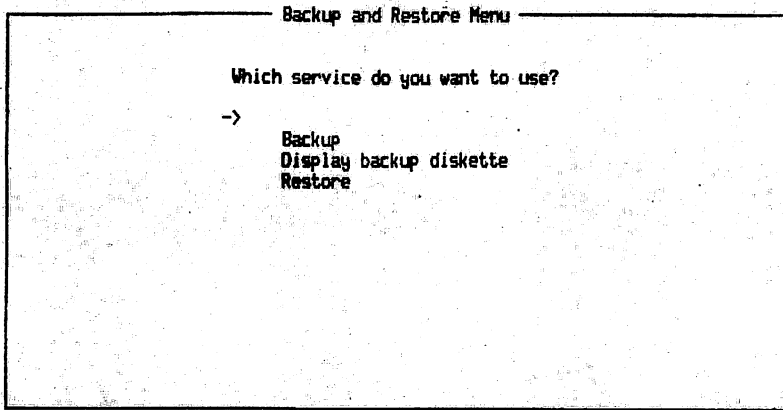 Backup and Restore Menu
Which service do you want to use?
->
Backup
Display backup diskette
Restore